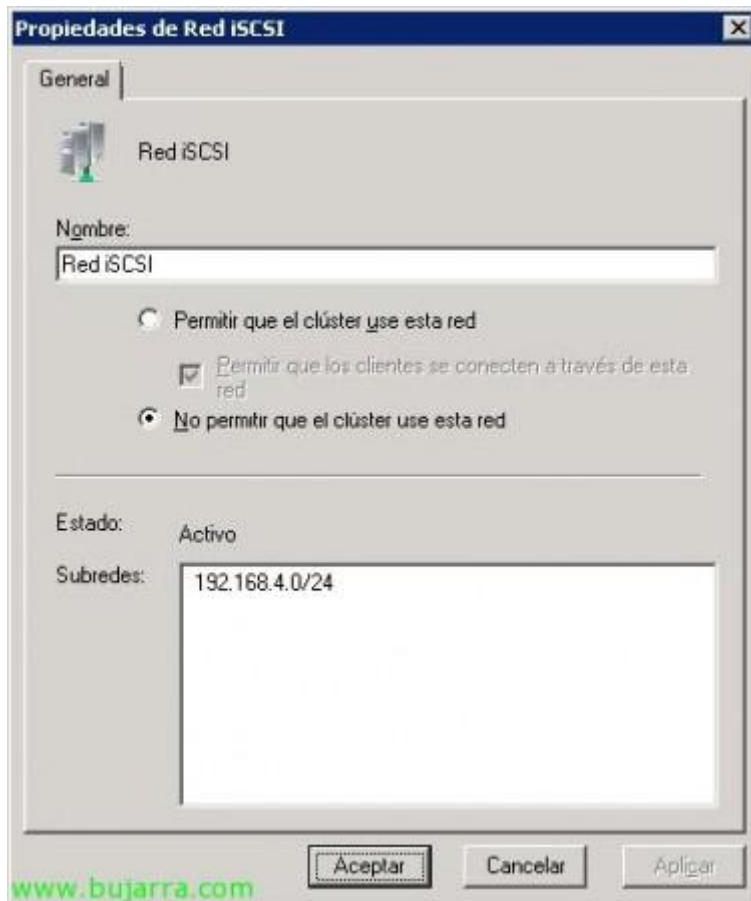 Propiedades de Red iSCSI
General
Red iSCSI
Nombre:
Red iSCSI
Permitir que el clúster use esta red
Permitir que los clientes se conecten a través de esta
red
No permitir que el clúster use esta red
Estado:
Activo
Subredes:
192.168.4.0/24
Aceptar
Cancelar
Aplicar
www.bujarra.com